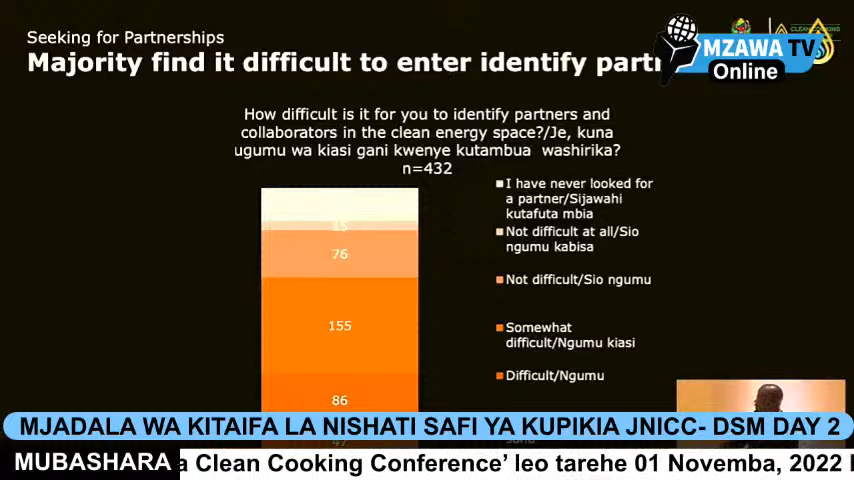 Seeking for Partnerships
Majority find it difficult to enter identify
MZAWA TV
Online
How difficult is it for you to identify partners and
collaborators in the clean energy space?/Je, kuna
ugumu wa kiasi gani kwenye kutambua washirika?
n=432
I have never looked for
a partner/Sijawahi
kutafuta mbia
15
Not difficult at all/Sio
ngumu kabisa
76
Not difficult/Sio ngumu
155
Somewhat
difficult/Ngumu kiasi
Difficult/Ngumu
86
MJADALA WA KITAIFA LA NISHATI SAFI YA KUPIKIA JNICC- DSM DAY 2
MUBASHARA
a Clean Cooking Conference' leo tarehe 01 Novemba, 2022